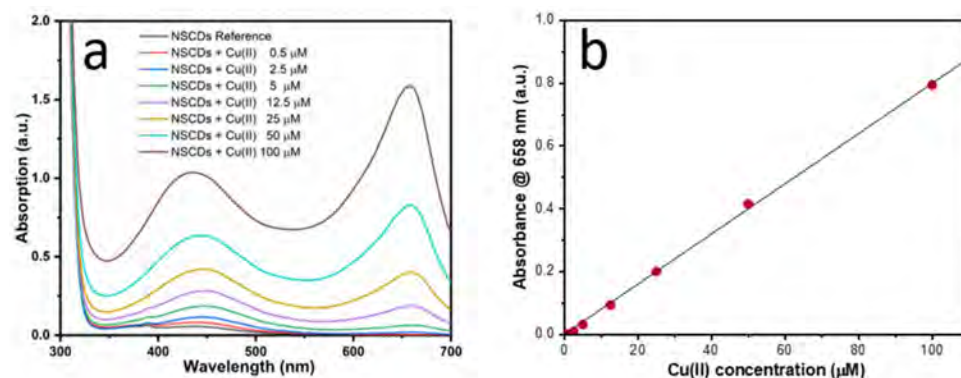 a
NSCDs Reference
NSCDs + Cu(II) 0.5 μM
NSCDs + Cu(II) 2.5 μM
NSCDs + Cu(II) 5 μM
NSCDs + Cu(II) 12.5 μM
NSCDs + Cu(II) 25 μM
NSCDs + Cu(II) 50 μM
NSCDs + Cu(II) 100 μM
Absorption (a.u.)
2.0
1.5
1.0
0.5
0.0
300 400 500 600 700
Wavelength (nm)
b
Absorbance @ 658 nm (a.u.)
1.0
0.8
0.6
0.4
0.2
0.0
0 20 40 60 80 100
Cu(II) concentration (μM)